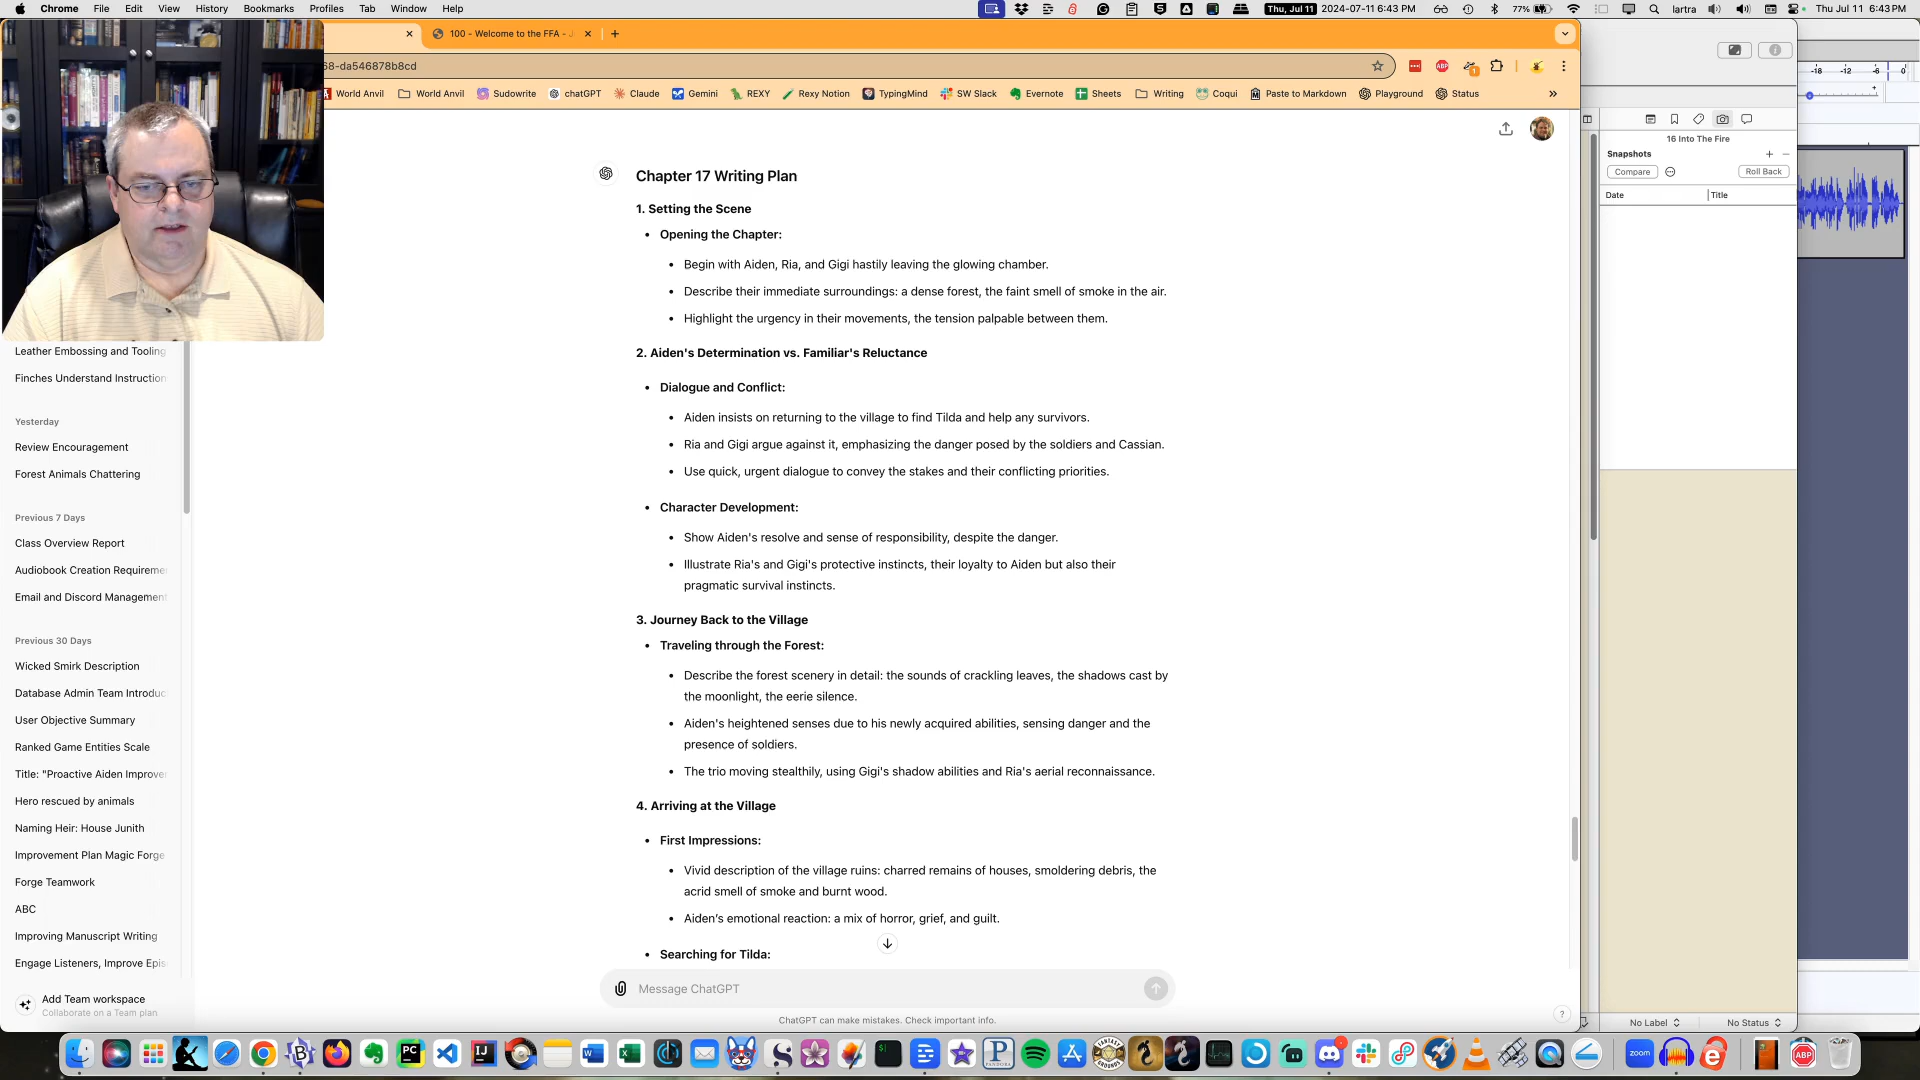 Chrome File Edit View History Bookmarks Profiles Tab Window Help
Thu, Jul 11 2024-07-11 6:43 PM 77% lartra Thu Jul 11 6:43 PM
100 - Welcome to the FFA -
68-da546878b8cd
World Anvil World Anvil Sudowrite chatGPT Claude Gemini REXY Rexy Notion TypingMind SW Slack Evernote Sheets Writing Coqui Paste to Markdown Playground Status »
Chapter 17 Writing Plan
1. Setting the Scene
• Opening the Chapter:
• Begin with Aiden, Ria, and Gigi hastily leaving the glowing chamber.
• Describe their immediate surroundings: a dense forest, the faint smell of smoke in the air.
• Highlight the urgency in their movements, the tension palpable between them.
2. Aiden's Determination vs. Familiar's Reluctance
• Dialogue and Conflict:
• Aiden insists on returning to the village to find Tilda and help any survivors.
• Ria and Gigi argue against it, emphasizing the danger posed by the soldiers and Cassian.
• Use quick, urgent dialogue to convey the stakes and their conflicting priorities.
• Character Development:
• Show Aiden's resolve and sense of responsibility, despite the danger.
• Illustrate Ria's and Gigi's protective instincts, their loyalty to Aiden but also their
pragmatic survival instincts.
3. Journey Back to the Village
• Traveling through the Forest:
• Describe the forest scenery in detail: the sounds of crackling leaves, the shadows cast by
the moonlight, the eerie silence.
• Aiden's heightened senses due to his newly acquired abilities, sensing danger and the
presence of soldiers.
• The trio moving stealthily, using Gigi's shadow abilities and Ria's aerial reconnaissance.
4. Arriving at the Village
• First Impressions:
• Vivid description of the village ruins: charred remains of houses, smoldering debris, the
acrid smell of smoke and burnt wood.
• Aiden's emotional reaction: a mix of horror, grief, and guilt.
• Searching for Tilda:
Message ChatGPT
ChatGPT can make mistakes. Check important info.
?
Leather Embossing and Tooling
Finches Understand Instruction
Yesterday
Review Encouragement
Forest Animals Chattering
Previous 7 Days
Class Overview Report
Audiobook Creation Requireme
Email and Discord Management
Previous 30 Days
Wicked Smirk Description
Database Admin Team Introduc
User Objective Summary
Ranked Game Entities Scale
Title: "Proactive Aiden Improver
Hero rescued by animals
Naming Heir: House Junith
Improvement Plan Magic Forge
Forge Teamwork
ABC
Improving Manuscript Writing
Engage Listeners, Improve Epis
Add Team workspace
Collaborate on a Team plan
16 Into The Fire
Snapshots
Compare Roll Back
Date Title
No Label No Status
-18 -12 -6 0